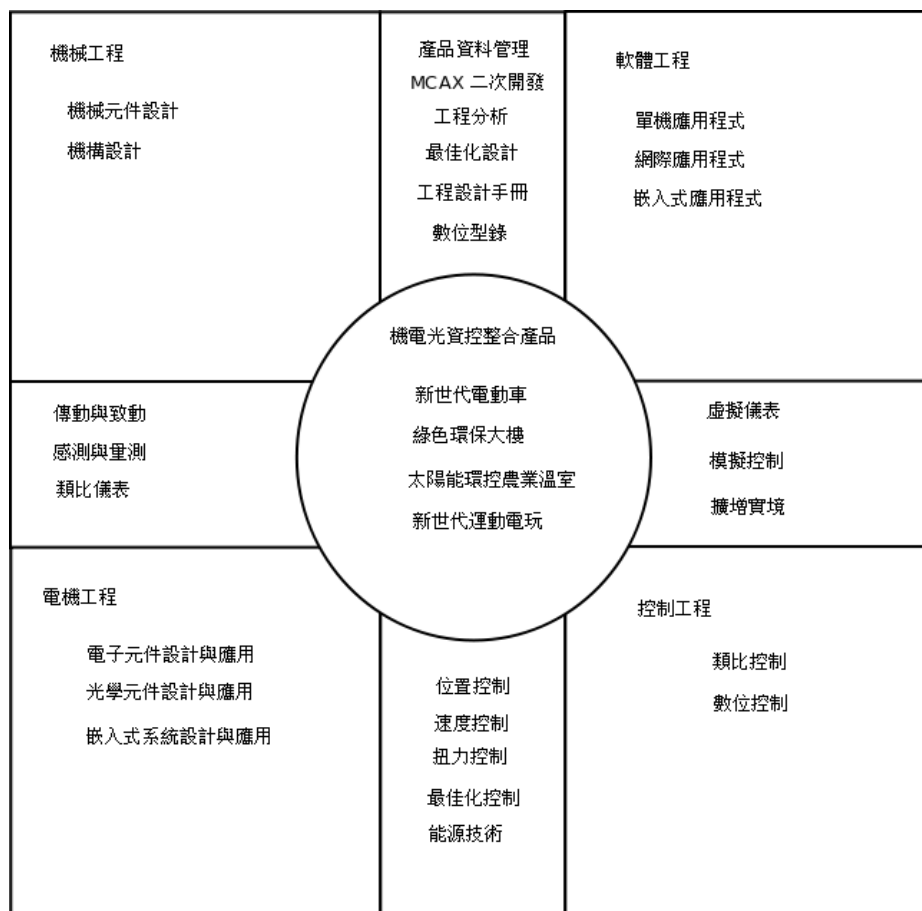 機械工程
機械元件設計
機構設計
產品資料管理
MCAX 二次開發
工程分析
最佳化設計
工程設計手冊
數位型錄
軟體工程
單機應用程式
網際應用程式
嵌入式應用程式
傳動與致動
感測與量測
類比儀表
機電光資控整合產品
新世代電動車
綠色環保大樓
太陽能環控農業溫室
新世代運動電玩
虛擬儀表
模擬控制
擴增實境
電機工程
電子元件設計與應用
光學元件設計與應用
嵌入式系統設計與應用
位置控制
速度控制
扭力控制
最佳化控制
能源技術
控制工程
類比控制
數位控制